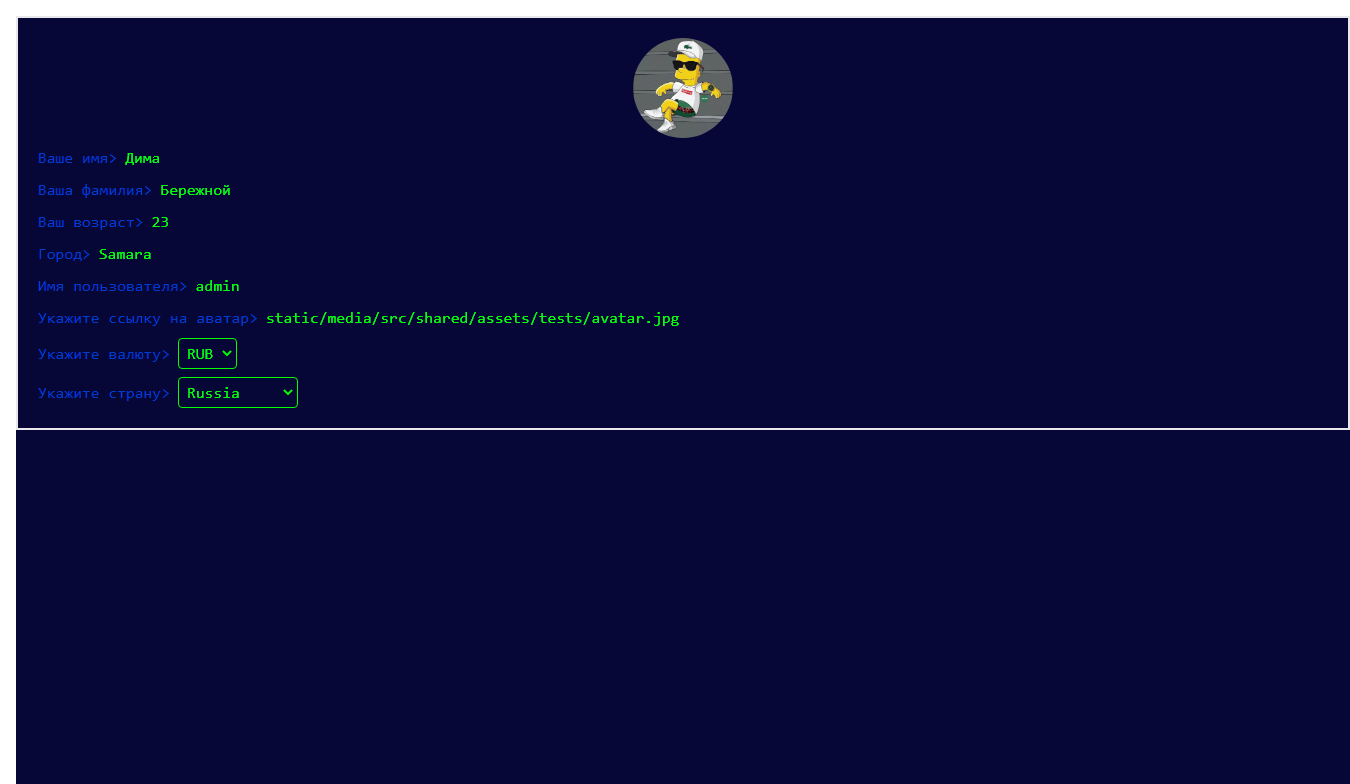 Ваше имя> Дима
Ваша фамилия> Бережной
Ваш возраст> 23
Город> Samara
Имя пользователя> admin
Укажите ссылку на аватар> static/media/src/shared/assets/tests/avatar.jpg
Укажите валюту> RUB
Укажите страну> Russia